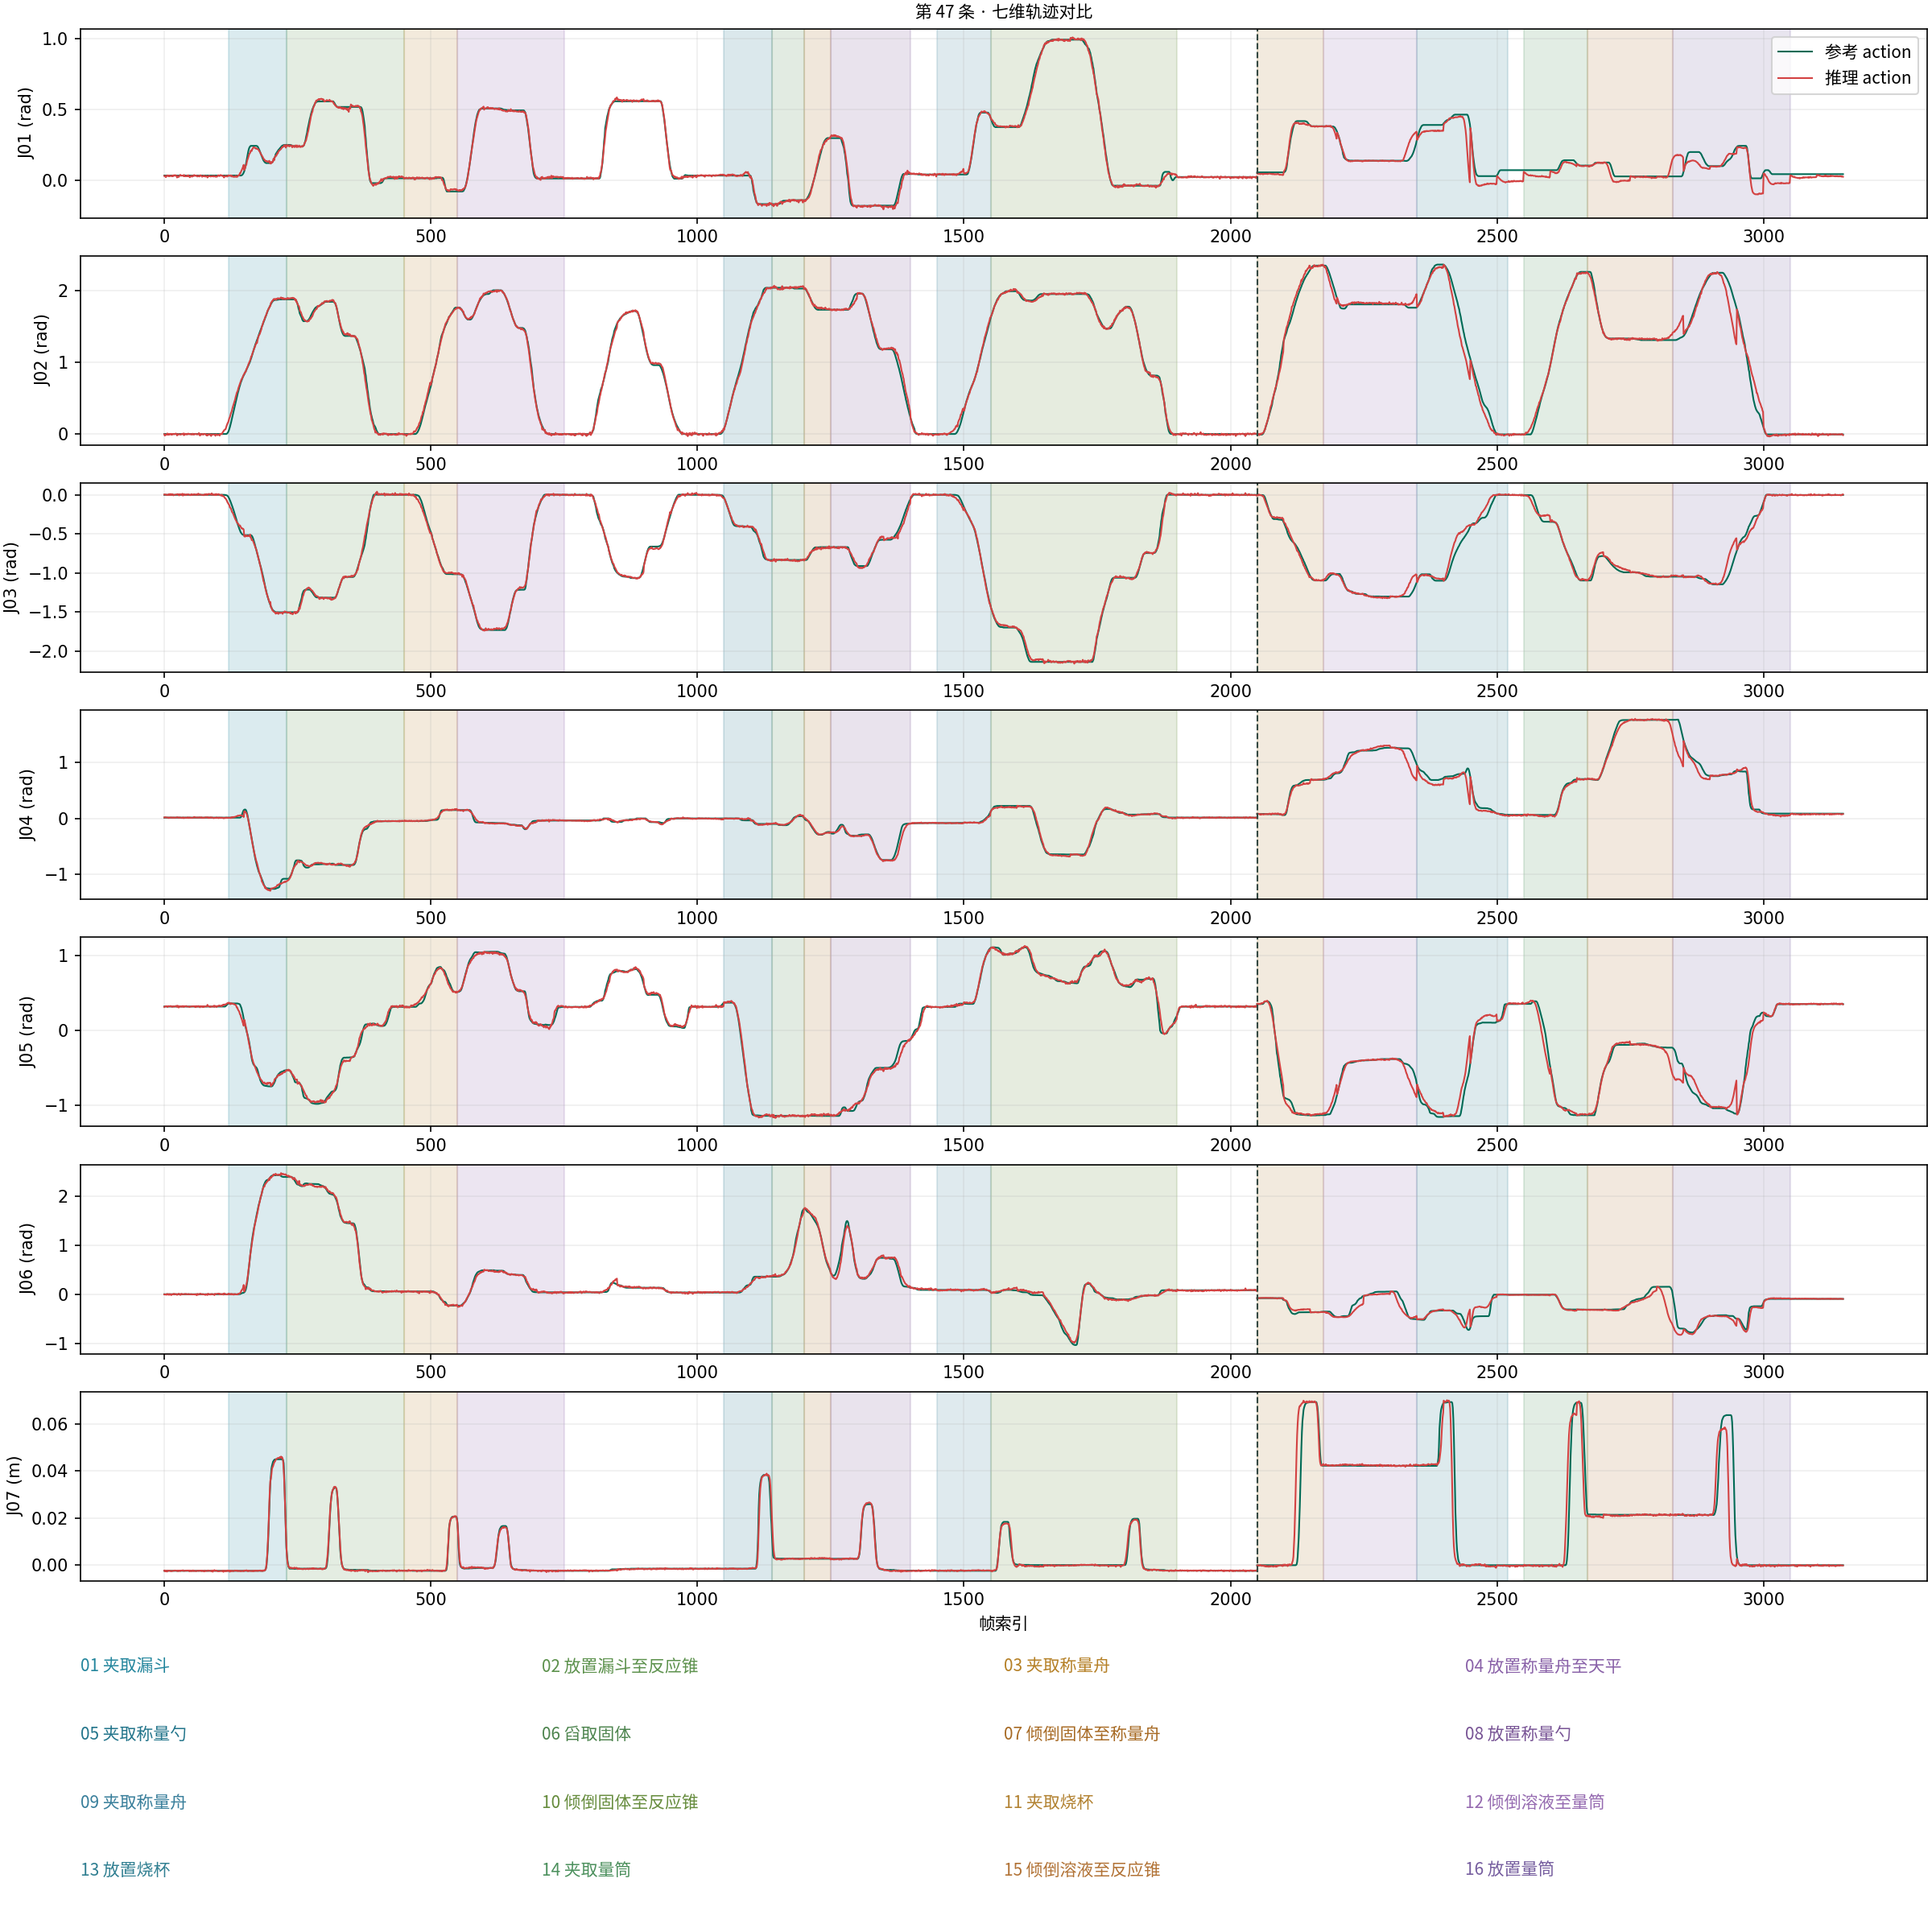 第 47 条 · 七维轨迹对比
参考 action
推理 action
J01 (rad)
1.0
0.5
0.0
0 500 1000 1500 2000 2500 3000
J02 (rad)
2
1
0
0 500 1000 1500 2000 2500 3000
J03 (rad)
0.0
−0.5
−1.0
−1.5
−2.0
0 500 1000 1500 2000 2500 3000
J04 (rad)
1
0
−1
0 500 1000 1500 2000 2500 3000
J05 (rad)
1
0
−1
0 500 1000 1500 2000 2500 3000
J06 (rad)
2
1
0
−1
0 500 1000 1500 2000 2500 3000
J07 (m)
0.06
0.04
0.02
0.00
0 500 1000 1500 2000 2500 3000
帧索引
01 夹取漏斗 02 放置漏斗至反应锥 03 夹取称量舟 04 放置称量舟至天平
05 夹取称量勺 06 舀取固体 07 倾倒固体至称量舟 08 放置称量勺
09 夹取称量舟 10 倾倒固体至反应锥 11 夹取烧杯 12 倾倒溶液至量筒
13 放置烧杯 14 夹取量筒 15 倾倒溶液至反应锥 16 放置量筒